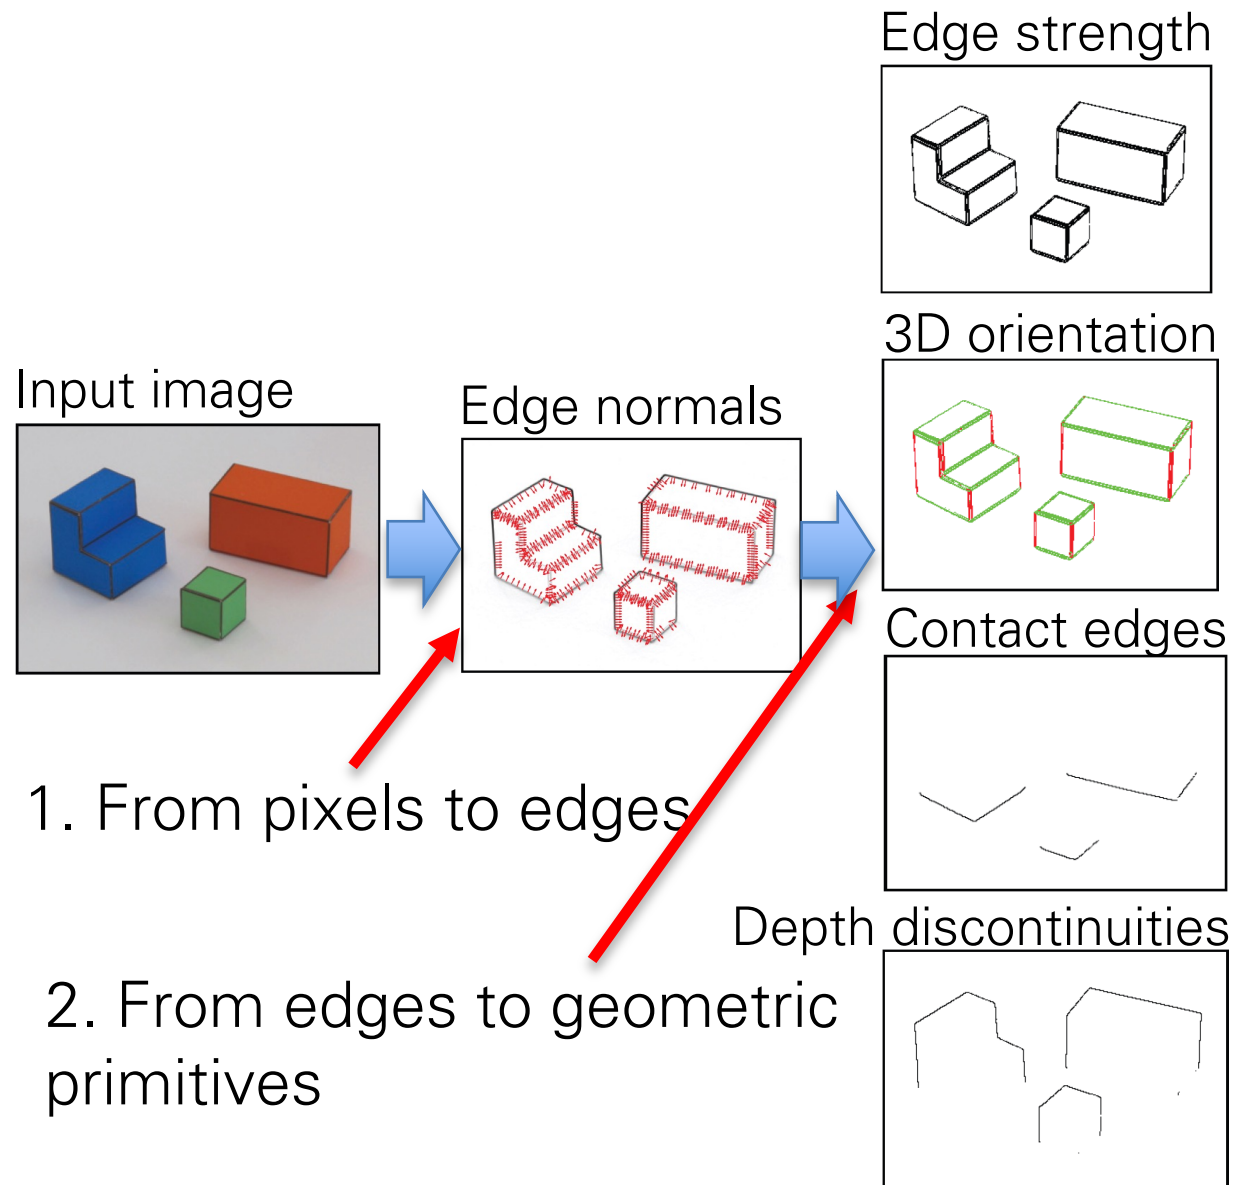 Edge strength
3D orientation
Input image
Edge normals
Contact edges
1. From pixels to edges
Depth discontinuities
2. From edges to geometric
primitives